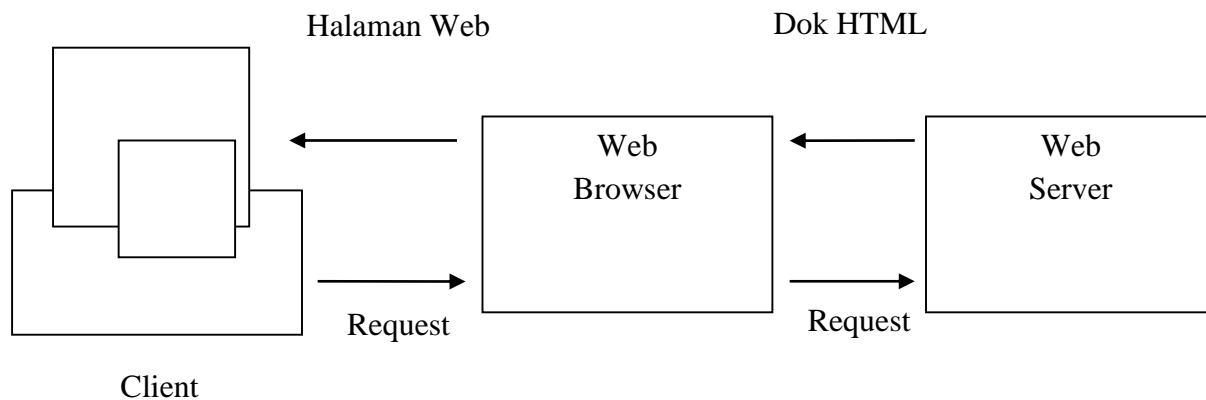 Halaman Web
Dok HTML
Web
Browser
Web
Server
Request
Request
Client